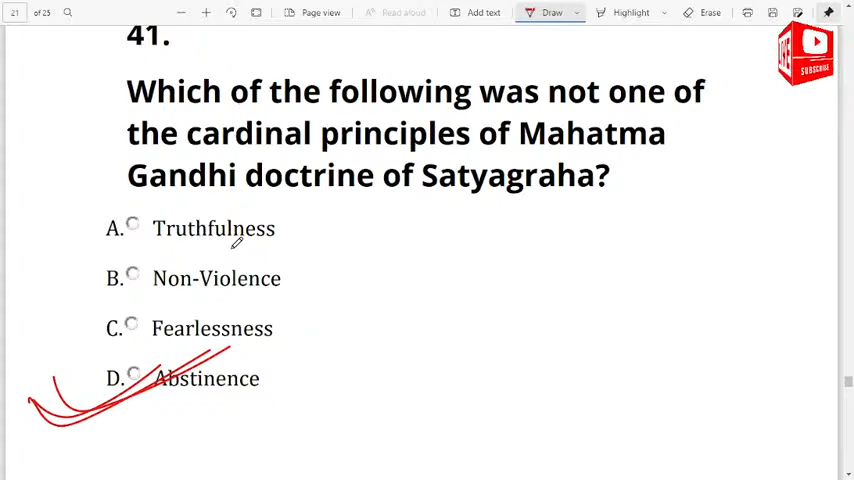 21 of 25 Page view Read aloud Add text Draw Highlight Erase
41.
LIVE SUBSCRIBE
Which of the following was not one of
the cardinal principles of Mahatma
Gandhi doctrine of Satyagraha?
A. Truthfulness
B. Non-Violence
C. Fearlessness
D. Abstinence